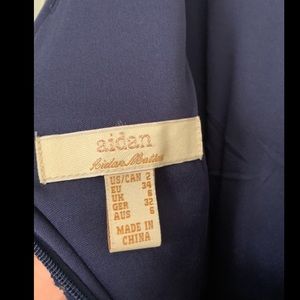 aidan
Aidan Mattox
US/CAN 2
EU 34
UK 6
GER 32
AUS 6
MADE IN
CHINA